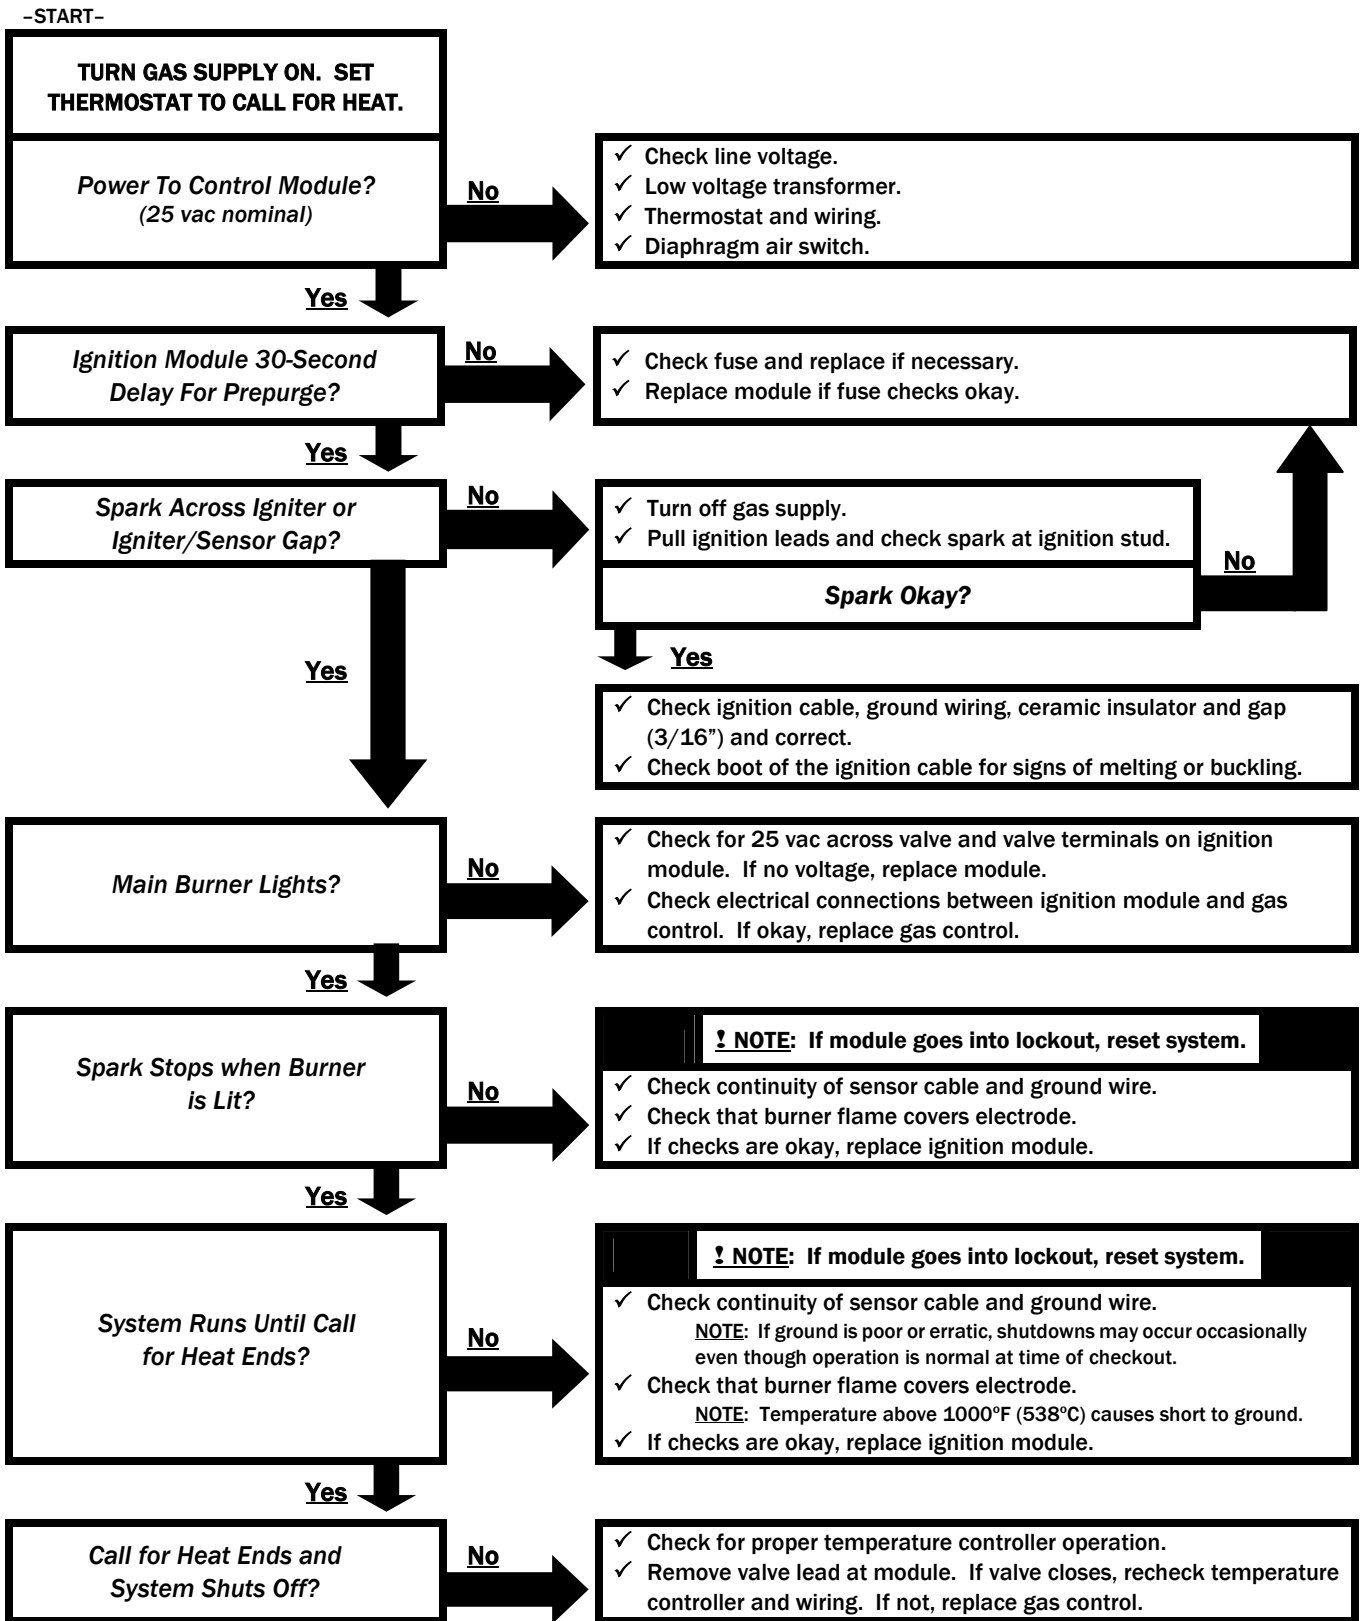 –START–
TURN GAS SUPPLY ON. SET
THERMOSTAT TO CALL FOR HEAT.
Power To Control Module?
(25 vac nominal)
No
✓ Check line voltage.
✓ Low voltage transformer.
✓ Thermostat and wiring.
✓ Diaphragm air switch.
Yes
Ignition Module 30-Second
Delay For Prepurge?
No
✓ Check fuse and replace if necessary.
✓ Replace module if fuse checks okay.
Yes
Spark Across Igniter or
Igniter/Sensor Gap?
No
✓ Turn off gas supply.
✓ Pull ignition leads and check spark at ignition stud.
Spark Okay?
No
Yes
✓ Check ignition cable, ground wiring, ceramic insulator and gap
(3/16”) and correct.
✓ Check boot of the ignition cable for signs of melting or buckling.
Yes
Main Burner Lights?
No
✓ Check for 25 vac across valve and valve terminals on ignition
module. If no voltage, replace module.
✓ Check electrical connections between ignition module and gas
control. If okay, replace gas control.
Yes
Spark Stops when Burner
is Lit?
No
! NOTE: If module goes into lockout, reset system.
✓ Check continuity of sensor cable and ground wire.
✓ Check that burner flame covers electrode.
✓ If checks are okay, replace ignition module.
Yes
System Runs Until Call
for Heat Ends?
No
! NOTE: If module goes into lockout, reset system.
✓ Check continuity of sensor cable and ground wire.
NOTE: If ground is poor or erratic, shutdowns may occur occasionally
even though operation is normal at time of checkout.
✓ Check that burner flame covers electrode.
NOTE: Temperature above 1000ºF (538ºC) causes short to ground.
✓ If checks are okay, replace ignition module.
Yes
Call for Heat Ends and
System Shuts Off?
No
✓ Check for proper temperature controller operation.
✓ Remove valve lead at module. If valve closes, recheck temperature
controller and wiring. If not, replace gas control.